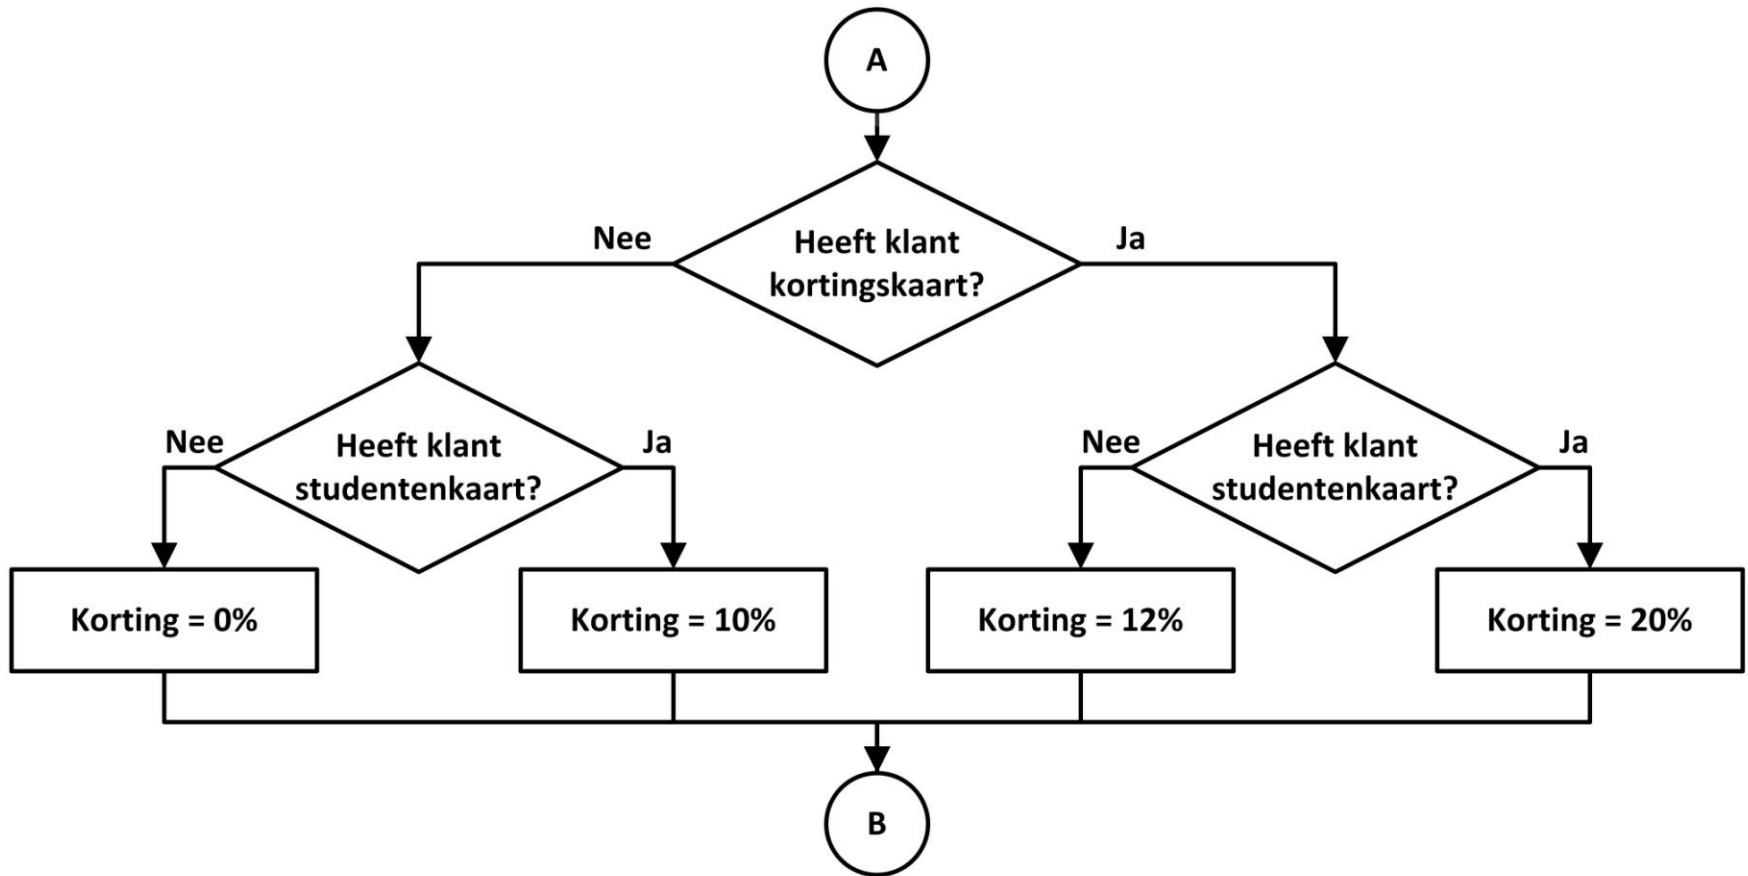 A
Nee
Heeft klant
kortingskaart?
Ja
Nee
Heeft klant
studentenkaart?
Ja
Nee
Heeft klant
studentenkaart?
Ja
Korting = 0%
Korting = 10%
Korting = 12%
Korting = 20%
B